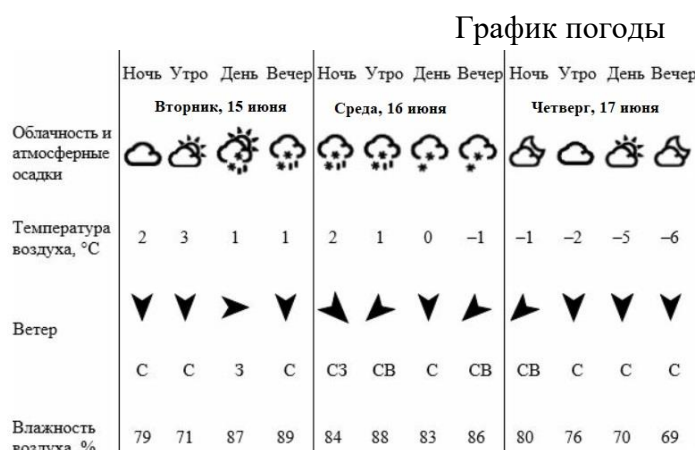 График погоды
Ночь Утро День Вечер Ночь Утро День Вечер Ночь Утро День Вечер
Вторник, 15 июня Среда, 16 июня Четверг, 17 июня
Облачность и
атмосферные
осадки
Температура
воздуха, °C 2 3 1 1 2 1 0 –1 –1 –2 –5 –6
Ветер
С С З С СЗ СВ С СВ СВ С С С
Влажность
воздуха, % 79 71 87 89 84 88 83 86 80 76 70 69